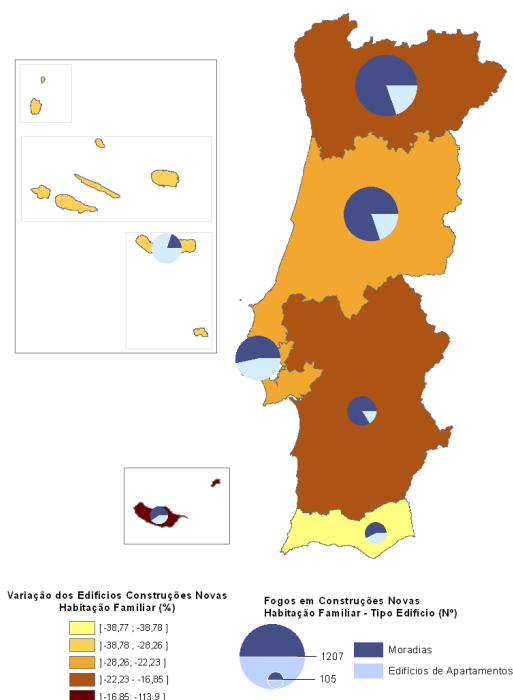 Variação dos Edifícios Construções Novas
Habitação Familiar (%)
[-38,77 ; -38,78 ]
[-38,78 ; -28,26 ]
[-28,26; -22,23 ]
[-22,23 - -16,85 ]
[-16,85; -113,9 ]
Fogos em Construções Novas
Habitação Familiar - Tipo Edifício (Nº)
1207
105
Moradias
Edifícios de Apartamentos